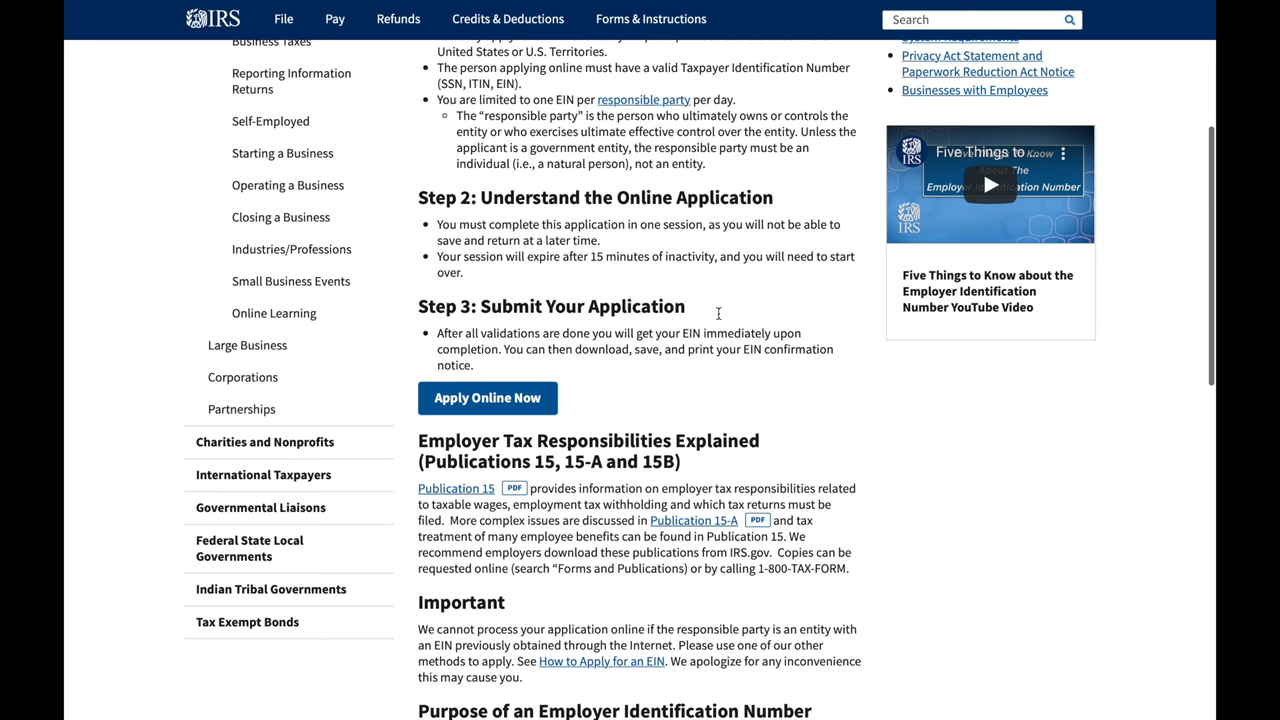 IRS
File
Pay
Refunds
Credits & Deductions
Forms & Instructions
Search
Business Taxes
Reporting Information
Returns
Self-Employed
Starting a Business
Operating a Business
Closing a Business
Industries/Professions
Small Business Events
Online Learning
Large Business
Corporations
Partnerships
Charities and Nonprofits
International Taxpayers
Governmental Liaisons
Federal State Local
Governments
Indian Tribal Governments
Tax Exempt Bonds
United States or U.S. Territories.
The person applying online must have a valid Taxpayer Identification Number
(SSN, ITIN, EIN).
You are limited to one EIN per responsible party per day.
The “responsible party” is the person who ultimately owns or controls the
entity or who exercises ultimate effective control over the entity. Unless the
applicant is a government entity, the responsible party must be an
individual (i.e., a natural person), not an entity.
Step 2: Understand the Online Application
You must complete this application in one session, as you will not be able to
save and return at a later time.
Your session will expire after 15 minutes of inactivity, and you will need to start
over.
Step 3: Submit Your Application
After all validations are done you will get your EIN immediately upon
completion. You can then download, save, and print your EIN confirmation
notice.
Apply Online Now
Employer Tax Responsibilities Explained
(Publications 15, 15-A and 15B)
Publication 15 PDF provides information on employer tax responsibilities related
to taxable wages, employment tax withholding and which tax returns must be
filed. More complex issues are discussed in Publication 15-A PDF and tax
treatment of many employee benefits can be found in Publication 15. We
recommend employers download these publications from IRS.gov. Copies can be
requested online (search “Forms and Publications) or by calling 1-800-TAX-FORM.
Important
We cannot process your application online if the responsible party is an entity with
an EIN previously obtained through the Internet. Please use one of our other
methods to apply. See How to Apply for an EIN. We apologize for any inconvenience
this may cause you.
Purpose of an Employer Identification Number
Privacy Act Statement and
Paperwork Reduction Act Notice
Businesses with Employees
IRS
Five Things to ...
About The
Employer Identification Number
IRS
Five Things to Know about the
Employer Identification
Number YouTube Video